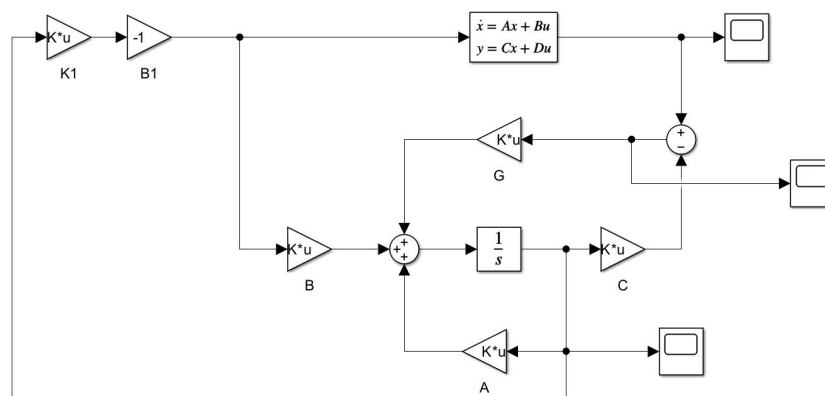 K*u
-1
ẋ = Ax + Bu
y = Cx + Du
K1
B1
+
−
K*u
G
K*u
+
+
+
1
s
K*u
B
C
K*u
A